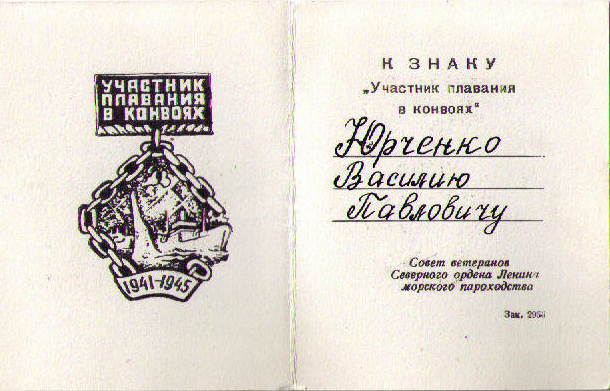 УЧАСТНИК
ПЛАВАНИЯ
В КОНВОЯХ
1941-1945
К ЗНАКУ
„Участник плавания
в конвоях"
Юрченко
Василию
Павловичу
Совет ветеранов
Северного ордена Ленина
морского пароходства
Зак.